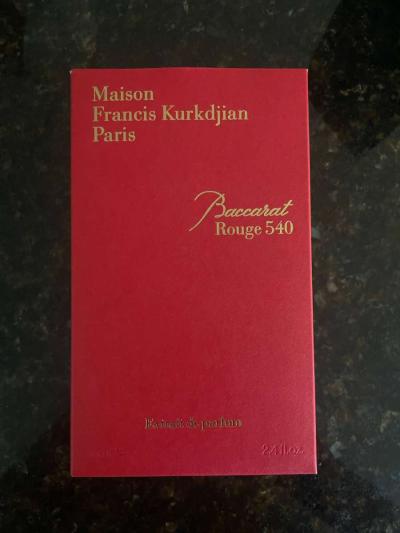 Maison
Francis Kurkdjian
Paris
Baccarat
Rouge 540
Extrait de parfum
2.4 fl.oz.